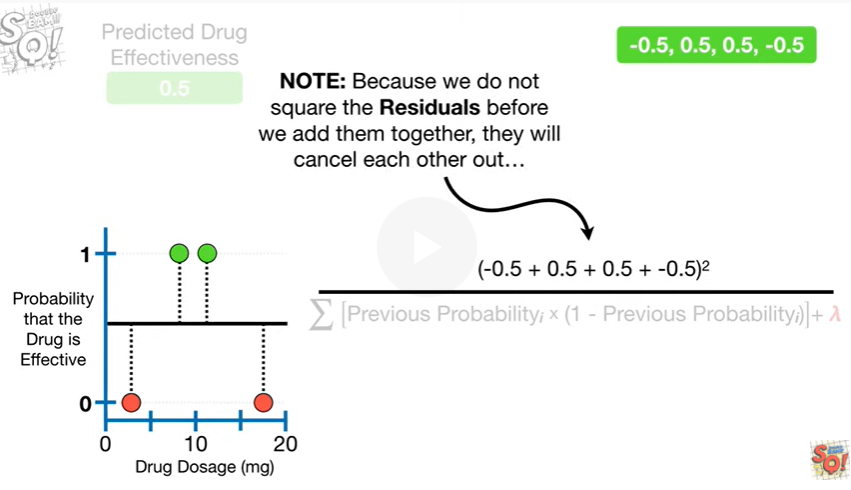 Predicted Drug
Effectiveness
0.5
-0.5, 0.5, 0.5, -0.5
NOTE: Because we do not
square the Residuals before
we add them together, they will
cancel each other out…
(-0.5 + 0.5 + 0.5 + -0.5)²
∑ [Previous Probabilityᵢ x (1 - Previous Probabilityᵢ)]+ λ
1
Probability
that the
Drug is
Effective
0
0 10 20
Drug Dosage (mg)
SQ!